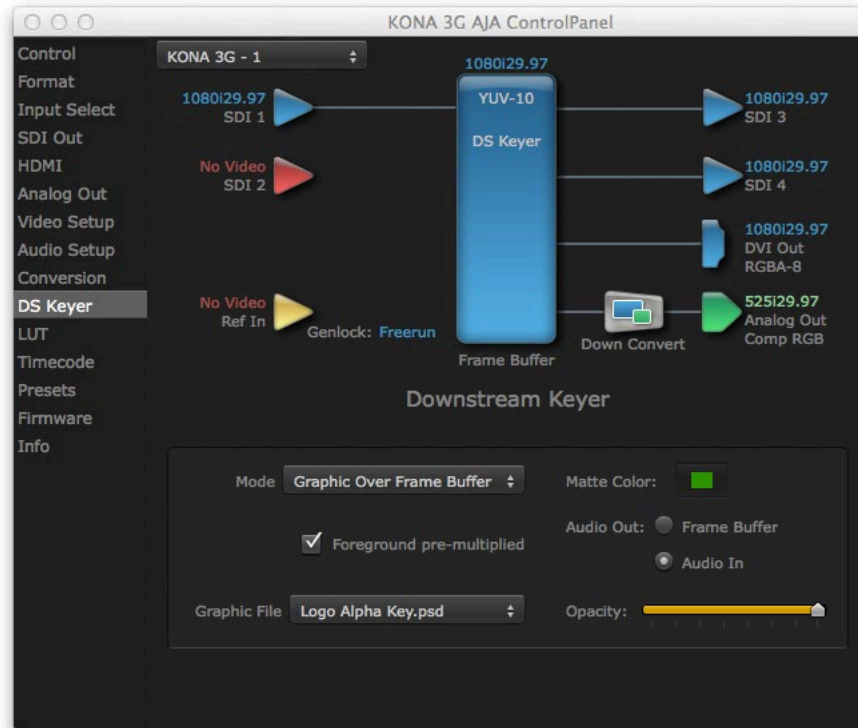 KONA 3G AJA ControlPanel
Control
Format
Input Select
SDI Out
HDMI
Analog Out
Video Setup
Audio Setup
Conversion
DS Keyer
LUT
Timecode
Presets
Firmware
Info
KONA 3G - 1
1080i29.97
SDI 1
No Video
SDI 2
No Video
Ref In
Genlock: Freerun
1080i29.97
YUV-10
DS Keyer
Frame Buffer
1080i29.97
SDI 3
1080i29.97
SDI 4
1080i29.97
DVI Out
RGBA-8
Down Convert
525i29.97
Analog Out
Comp RGB
Downstream Keyer
Mode Graphic Over Frame Buffer
Foreground pre-multiplied
Graphic File Logo Alpha Key.psd
Matte Color:
Audio Out: Frame Buffer
Audio In
Opacity: